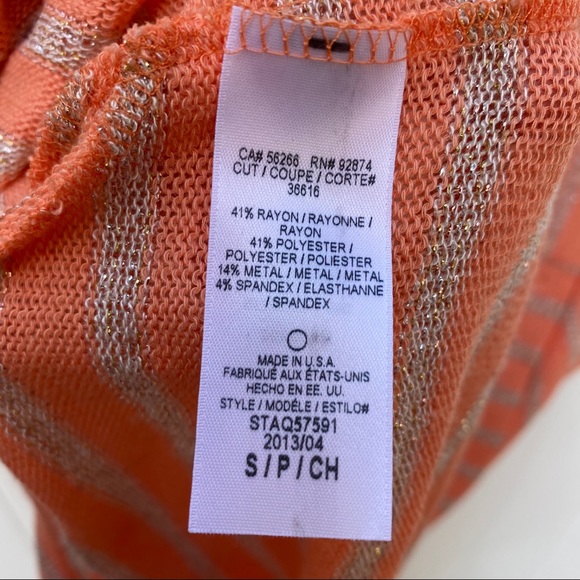 CA# 56266 RN# 92874
CUT / COUPE / CORTE#
36616
41% RAYON / RAYONNE /
RAYON
41% POLYESTER /
POLYESTER / POLIESTER
14% METAL / METAL / METAL
4% SPANDEX / ELASTHANNE
/ SPANDEX
MADE IN U.S.A.
FABRIQUÉ AUX ÉTATS-UNIS
HECHO EN EE. UU.
STYLE / MODÉLE / ESTILO#
STAQ57591
2013/04
S / P / CH